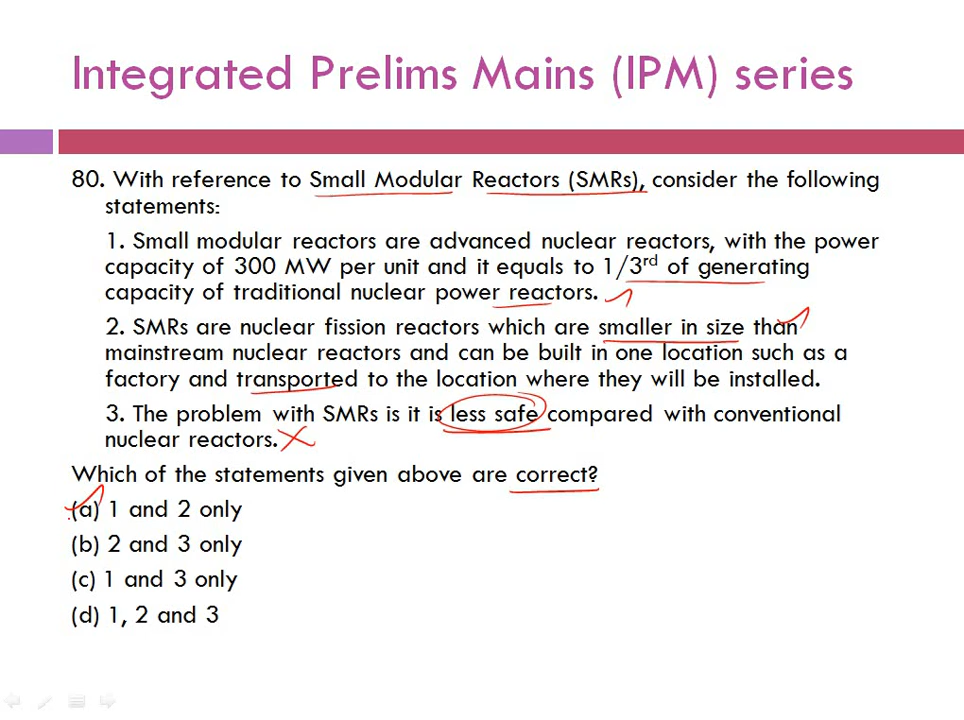 Integrated Prelims Mains (IPM) series
80. With reference to Small Modular Reactors (SMRs), consider the following
statements:
1. Small modular reactors are advanced nuclear reactors, with the power
capacity of 300 MW per unit and it equals to 1/3rd of generating
capacity of traditional nuclear power reactors.
2. SMRs are nuclear fission reactors which are smaller in size than
mainstream nuclear reactors and can be built in one location such as a
factory and transported to the location where they will be installed.
3. The problem with SMRs is it is less safe compared with conventional
nuclear reactors.
Which of the statements given above are correct?
(a) 1 and 2 only
(b) 2 and 3 only
(c) 1 and 3 only
(d) 1, 2 and 3